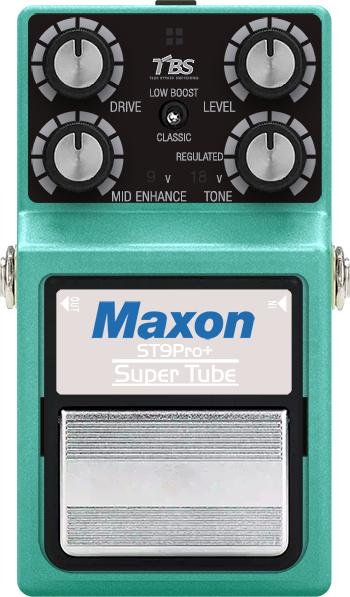 TBS
TRUE BYPASS SWITCHING
LOW BOOST
DRIVE LEVEL
CLASSIC
REGULATED
9 V 18 V
MID ENHANCE TONE
OUT IN
Maxon
ST9Pro+
Super Tube